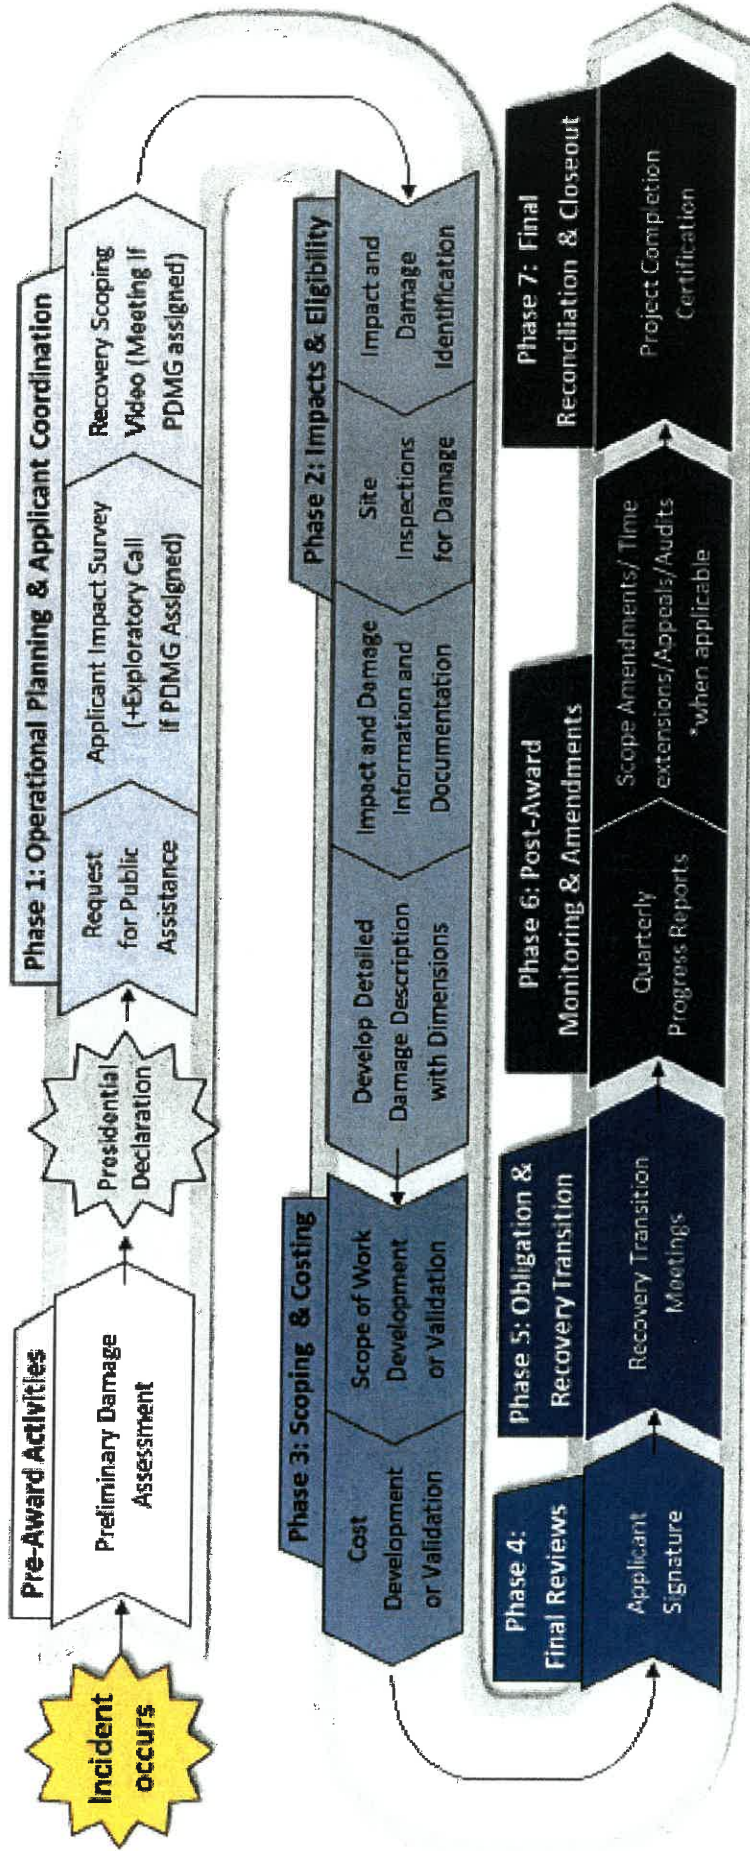 Incident
occurs
Pre-Award Activities
Preliminary Damage
Assessment
Presidential
Declaration
Phase 1: Operational Planning & Applicant Coordination
Request
for Public
Assistance
Applicant Impact Survey
(+Exploratory Call
If PDMG Assigned)
Recovery Scoping
Video (Meeting If
PDMG assigned)
Phase 2: Impacts & Eligibility
Impact and
Damage
Identification
Site
Inspections
for Damage
Impact and Damage
Information and
Documentation
Develop Detailed
Damage Description
with Dimensions
Phase 3: Scoping & Costing
Scope of Work
Development
or Validation
Cost
Development
or Validation
Phase 4:
Final Reviews
Applicant
Signature
Phase 5: Obligation &
Recovery Transition
Recovery Transition
Meetings
Phase 6: Post-Award
Monitoring & Amendments
Quarterly
Progress Reports
Scope Amendments/ Time
extensions/Appeals/Audits
*when applicable
Phase 7: Final
Reconciliation & Closeout
Project Completion
Certification